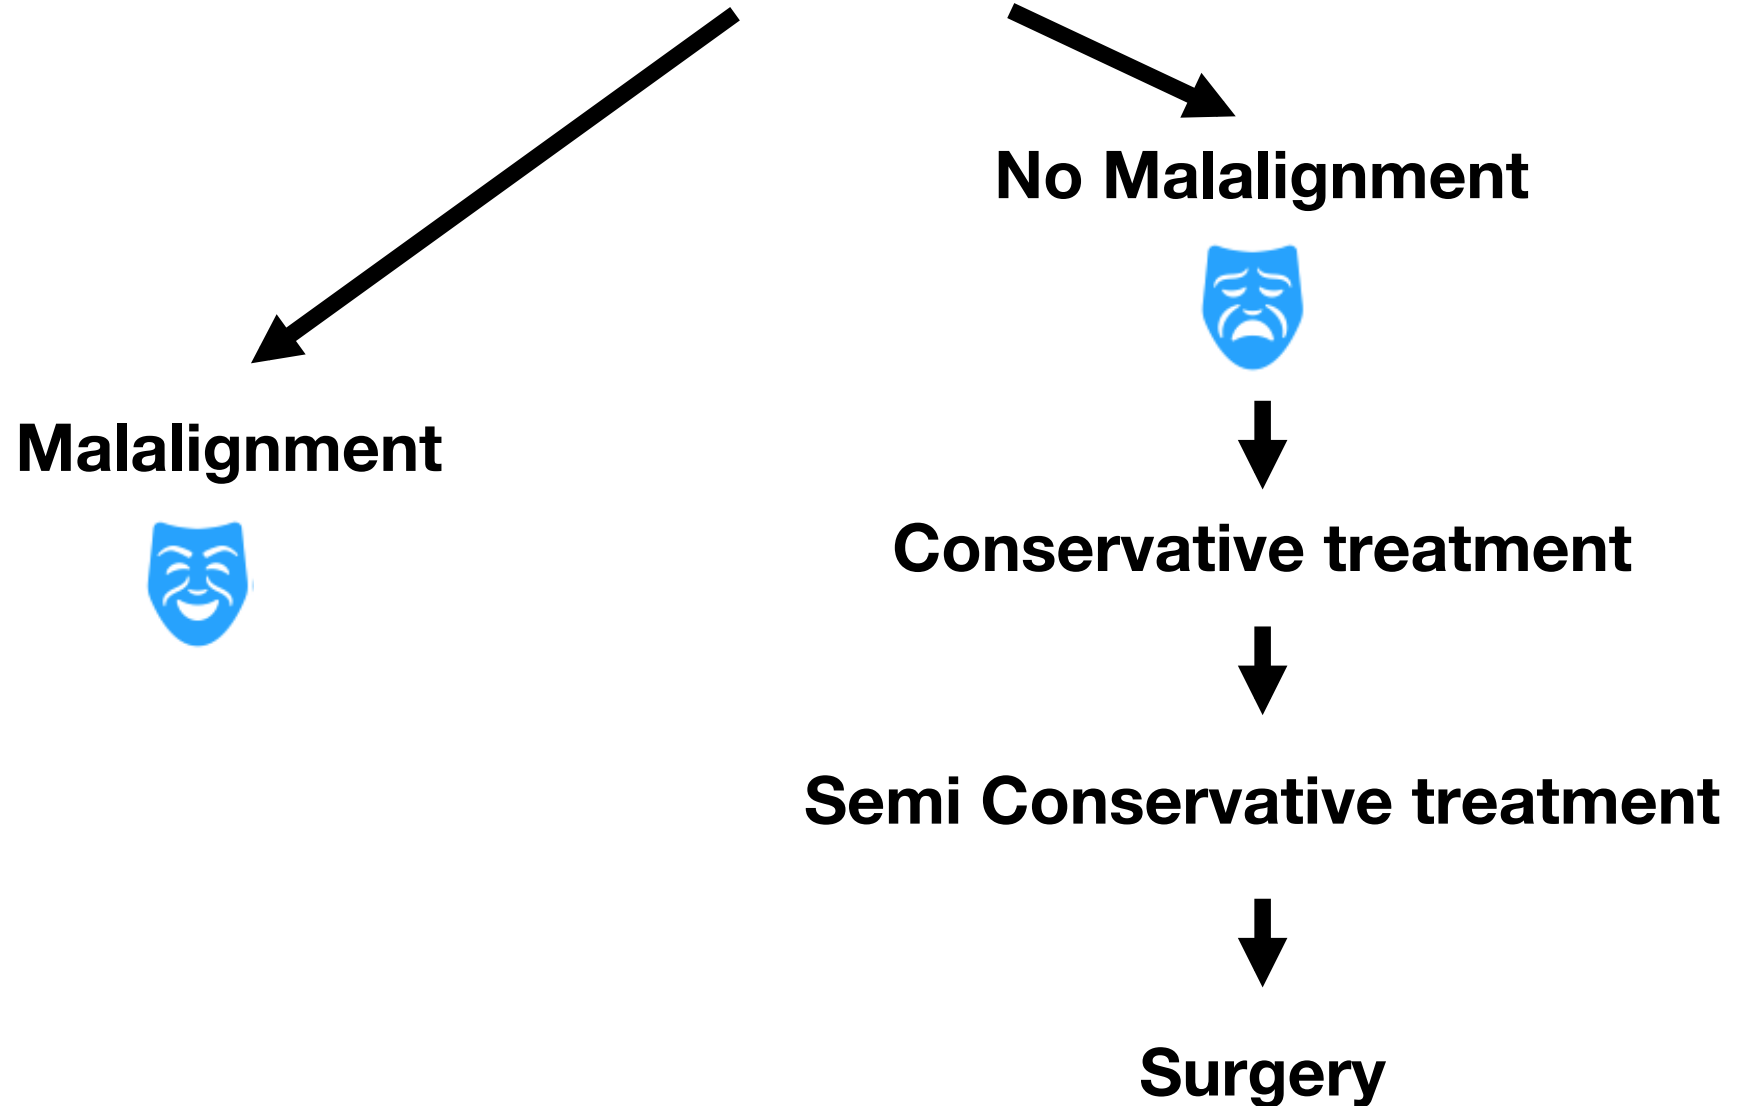 No Malalignment
Malalignment
Conservative treatment
Semi Conservative treatment
Surgery